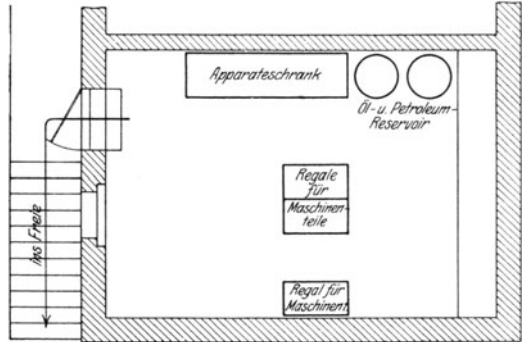 Apparateschrank
Öl- u. Petroleum-
Reservoir
Regale
für
Maschinen-
teile
ins Freie
Regal für
Maschinent